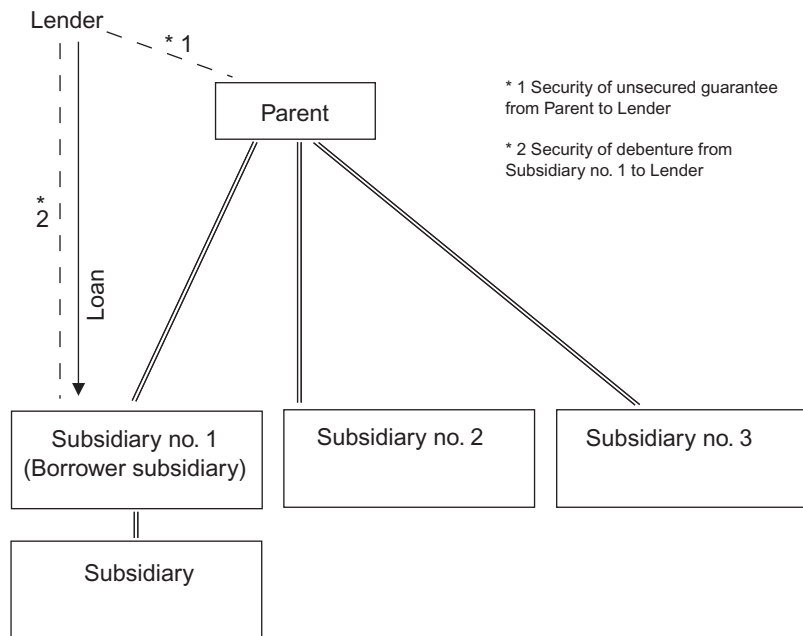 Lender
* 1
Parent
* 1 Security of unsecured guarantee
from Parent to Lender
* 2 Security of debenture from
Subsidiary no. 1 to Lender
*
2
Loan
Subsidiary no. 1
(Borrower subsidiary)
Subsidiary no. 2
Subsidiary no. 3
Subsidiary